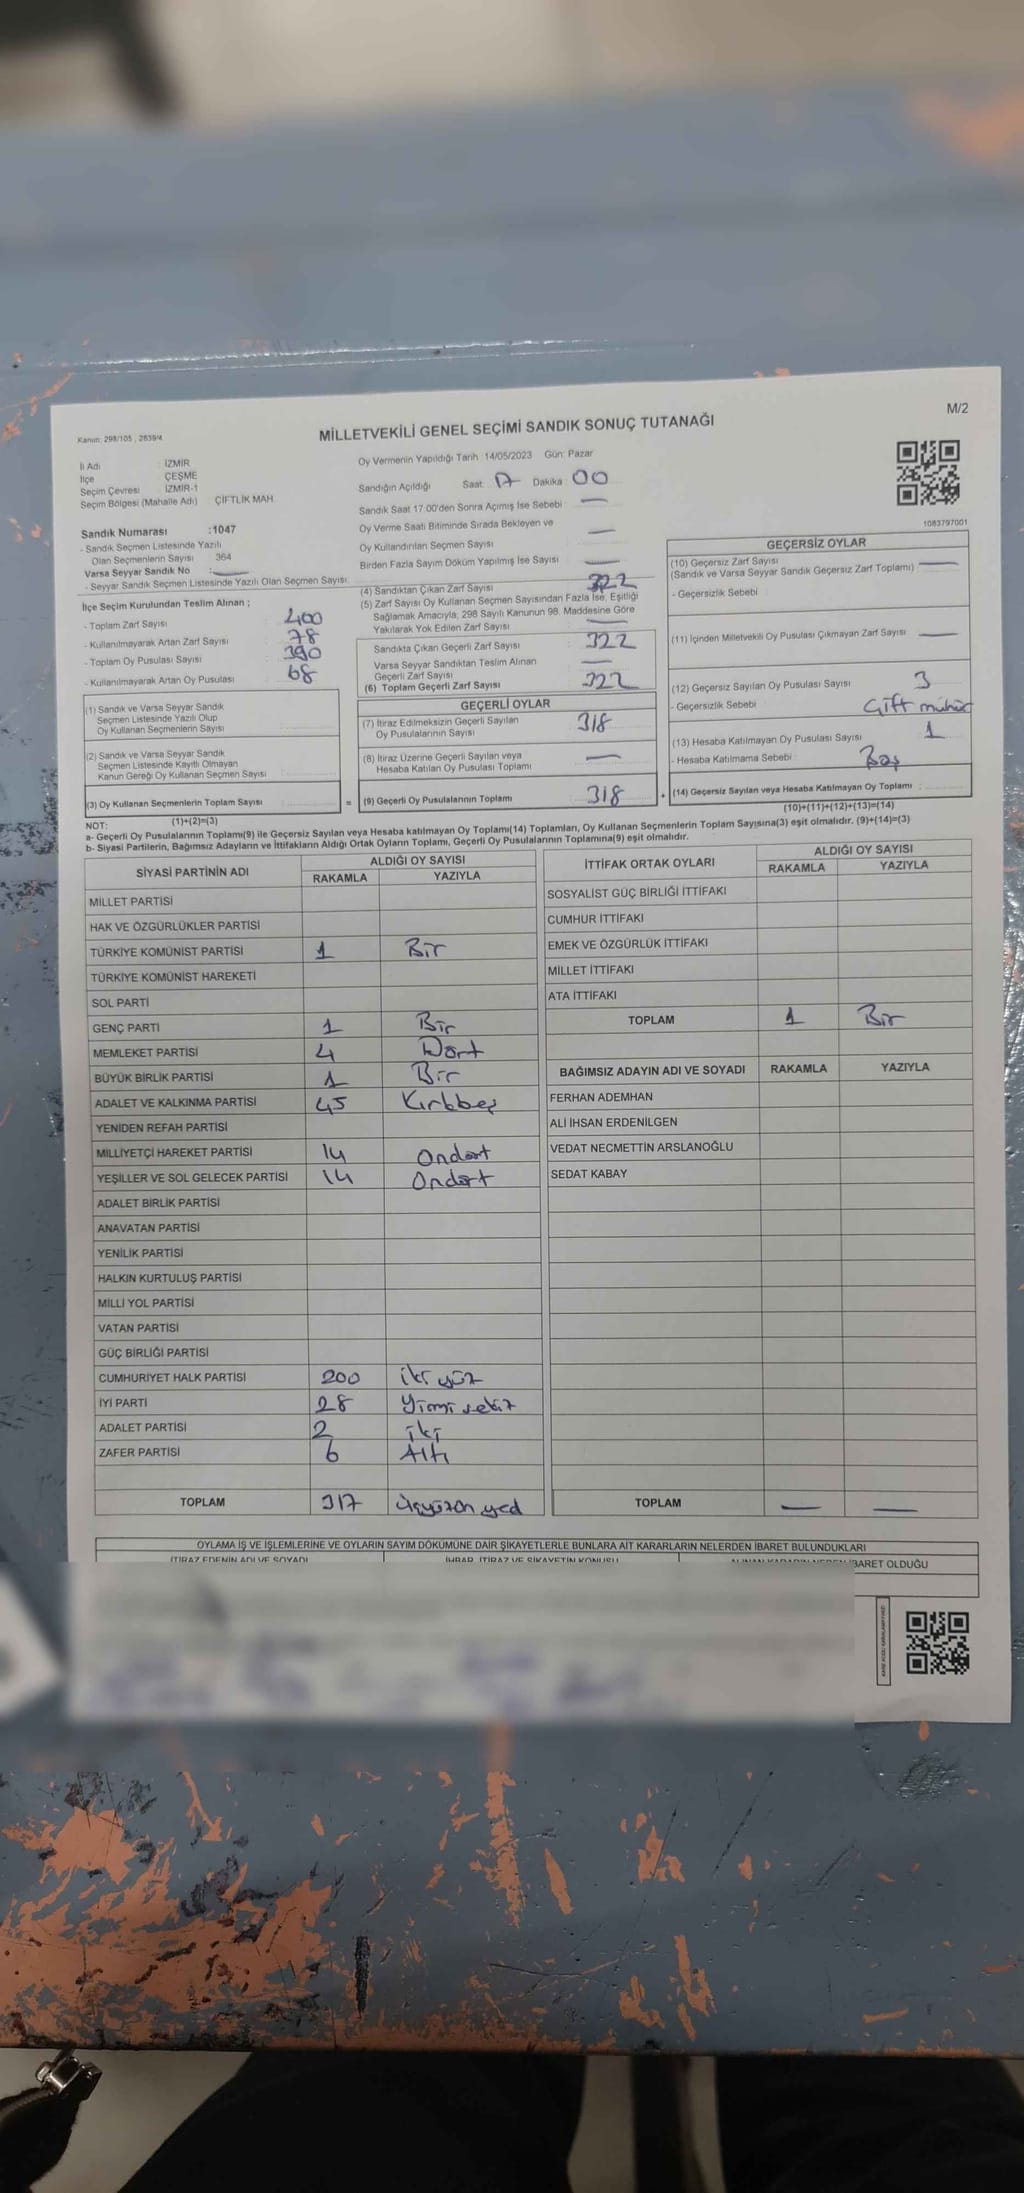 M/2
Kanun: 298/105 , 2839/4
MİLLETVEKİLİ GENEL SEÇİMİ SANDIK SONUÇ TUTANAĞI
İl Adı : İZMİR
İlçe : ÇEŞME
Seçim Çevresi : İZMİR-1
Seçim Bölgesi (Mahalle Adı) ÇİFTLİK MAH.
Sandık Numarası :1047
- Sandık Seçmen Listesinde Yazılı
Olan Seçmenlerin Sayısı 364
Varsa Seyyar Sandık No :
- Seyyar Sandık Seçmen Listesinde Yazılı Olan Seçmen Sayısı
İlçe Seçim Kurulundan Teslim Alınan ;
- Toplam Zarf Sayısı : 400
- Kullanılmayarak Artan Zarf Sayısı : 78
- Toplam Oy Pusulası Sayısı : 390
- Kullanılmayarak Artan Oy Pusulası : 68
(1) Sandık ve Varsa Seyyar Sandık
Seçmen Listesinde Yazılı Olup
Oy Kullanan Seçmenlerin Sayısı
(2) Sandık ve Varsa Seyyar Sandık
Seçmen Listesinde Kayıtlı Olmayan
Kanun Gereği Oy Kullanan Seçmen Sayısı
(3) Oy Kullanan Seçmenlerin Toplam Sayısı
=
(1)+(2)=(3)
Oy Vermenin Yapıldığı Tarih 14/05/2023 Gün: Pazar
Sandığın Açıldığı Saat 17 Dakika 00
Sandık Saat 17.00'den Sonra Açımış İse Sebebi
Oy Verme Saati Bitiminde Sırada Bekleyen ve
Oy Kullandırılan Seçmen Sayısı
Birden Fazla Sayım Döküm Yapılmış İse Sayısı
(4) Sandıktan Çıkan Zarf Sayısı 322
(5) Zarf Sayısı Oy Kullanan Seçmen Sayısından Fazla İse, Eşitliği
Sağlamak Amacıyla, 298 Sayılı Kanunun 98. Maddesine Göre
Yakılarak Yok Edilen Zarf Sayısı
Sandıkta Çıkan Geçerli Zarf Sayısı 322
Varsa Seyyar Sandıktan Teslim Alınan
Geçerli Zarf Sayısı
(6) Toplam Geçerli Zarf Sayısı 322
GEÇERLİ OYLAR
(7) İtiraz Edilmeksizin Geçerli Sayılan
Oy Pusulalarının Sayısı 318
(8) İtiraz Üzerine Geçerli Sayılan veya
Hesaba Katılan Oy Pusulası Toplamı
(9) Geçerli Oy Pusulalarının Toplamı 318
+
1083797001
GEÇERSİZ OYLAR
(10) Geçersiz Zarf Sayısı
(Sandık ve Varsa Seyyar Sandık Geçersiz Zarf Toplamı)
- Geçersizlik Sebebi :
(11) İçinden Milletvekili Oy Pusulası Çıkmayan Zarf Sayısı
(12) Geçersiz Sayılan Oy Pusulası Sayısı 3
- Geçersizlik Sebebi : Çift mühür
(13) Hesaba Katılmayan Oy Pusulası Sayısı 1
- Hesaba Katılmama Sebebi : Boş
(14) Geçersiz Sayılan veya Hesaba Katılmayan Oy Toplamı :
(10)+(11)+(12)+(13)=(14)
NOT:
a- Geçerli Oy Pusulalarının Toplamı(9) ile Geçersiz Sayılan veya Hesaba katılmayan Oy Toplamı(14) Toplamları, Oy Kullanan Seçmenlerin Toplam Sayısına(3) eşit olmalıdır. (9)+(14)=(3)
b- Siyasi Partilerin, Bağımsız Adayların ve İttifakların Aldığı Ortak Oyların Toplamı, Geçerli Oy Pusulalarının Toplamına(9) eşit olmalıdır.
SİYASİ PARTİNİN ADI
ALDIĞI OY SAYISI
RAKAMLA YAZIYLA
MİLLET PARTİSİ
HAK VE ÖZGÜRLÜKLER PARTİSİ
TÜRKİYE KOMÜNİST PARTİSİ 1 Bir
TÜRKİYE KOMÜNİST HAREKETİ
SOL PARTİ
GENÇ PARTİ 1 Bir
MEMLEKET PARTİSİ 4 Dört
BÜYÜK BİRLİK PARTİSİ 1 Bir
ADALET VE KALKINMA PARTİSİ 45 Kırkbeş
YENİDEN REFAH PARTİSİ
MİLLİYETÇİ HAREKET PARTİSİ 14 Ondört
YEŞİLLER VE SOL GELECEK PARTİSİ 14 Ondört
ADALET BİRLİK PARTİSİ
ANAVATAN PARTİSİ
YENİLİK PARTİSİ
HALKIN KURTULUŞ PARTİSİ
MİLLİ YOL PARTİSİ
VATAN PARTİSİ
GÜÇ BİRLİĞİ PARTİSİ
CUMHURİYET HALK PARTİSİ 200 iki yüz
İYİ PARTİ 28 Yirmi sekiz
ADALET PARTİSİ 2 iki
ZAFER PARTİSİ 6 Altı
TOPLAM 317 üçyüzon yed
İTTİFAK ORTAK OYLARI
ALDIĞI OY SAYISI
RAKAMLA YAZIYLA
SOSYALİST GÜÇ BİRLİĞİ İTTİFAKI
CUMHUR İTTİFAKI
EMEK VE ÖZGÜRLÜK İTTİFAKI
MİLLET İTTİFAKI
ATA İTTİFAKI
TOPLAM 1 Bir
BAĞIMSIZ ADAYIN ADI VE SOYADI RAKAMLA YAZIYLA
FERHAN ADEMHAN
ALİ İHSAN ERDENİLGEN
VEDAT NECMETTİN ARSLANOĞLU
SEDAT KABAY
TOPLAM
OYLAMA İŞ VE İŞLEMLERİNE VE OYLARIN SAYIM DÖKÜMÜNE DAİR ŞİKAYETLERLE BUNLARA AİT KARARLARIN NELERDEN İBARET BULUNDUKLARI
İTİRAZ EDENİN ADI VE SOYADI
İHBAR, İTİRAZ VE ŞİKAYETİN KONUSU
İBARET OLDUĞU